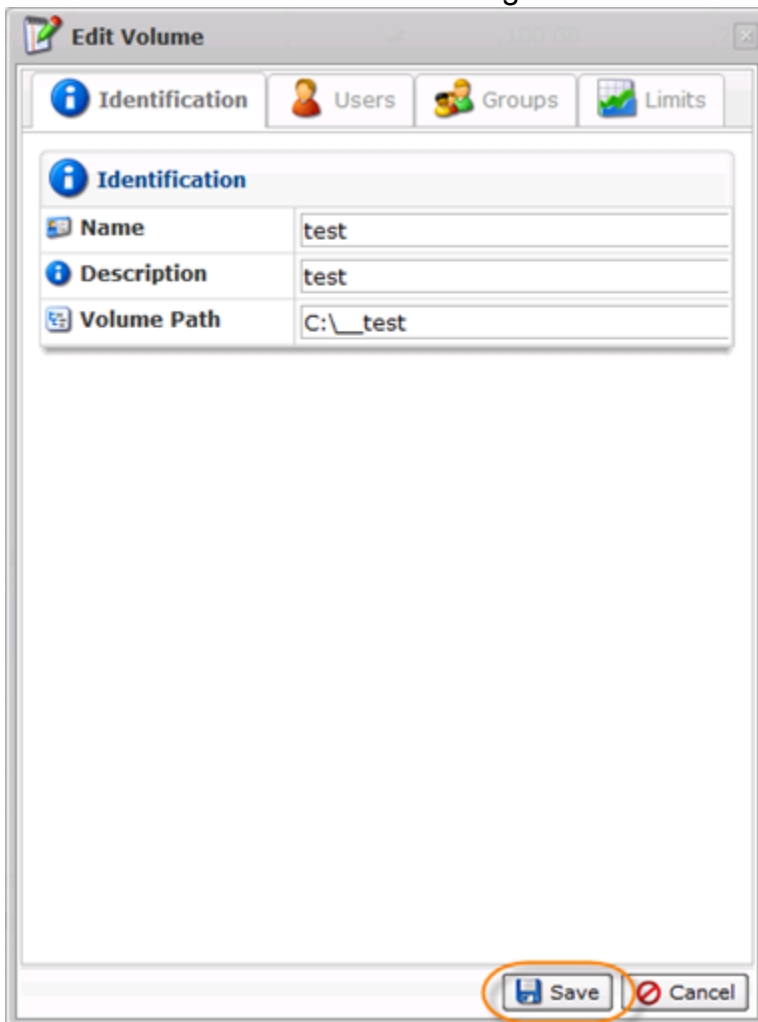 Edit Volume
Identification Users Groups Limits
Identification
Name test
Description test
Volume Path C:\__test
Save Cancel